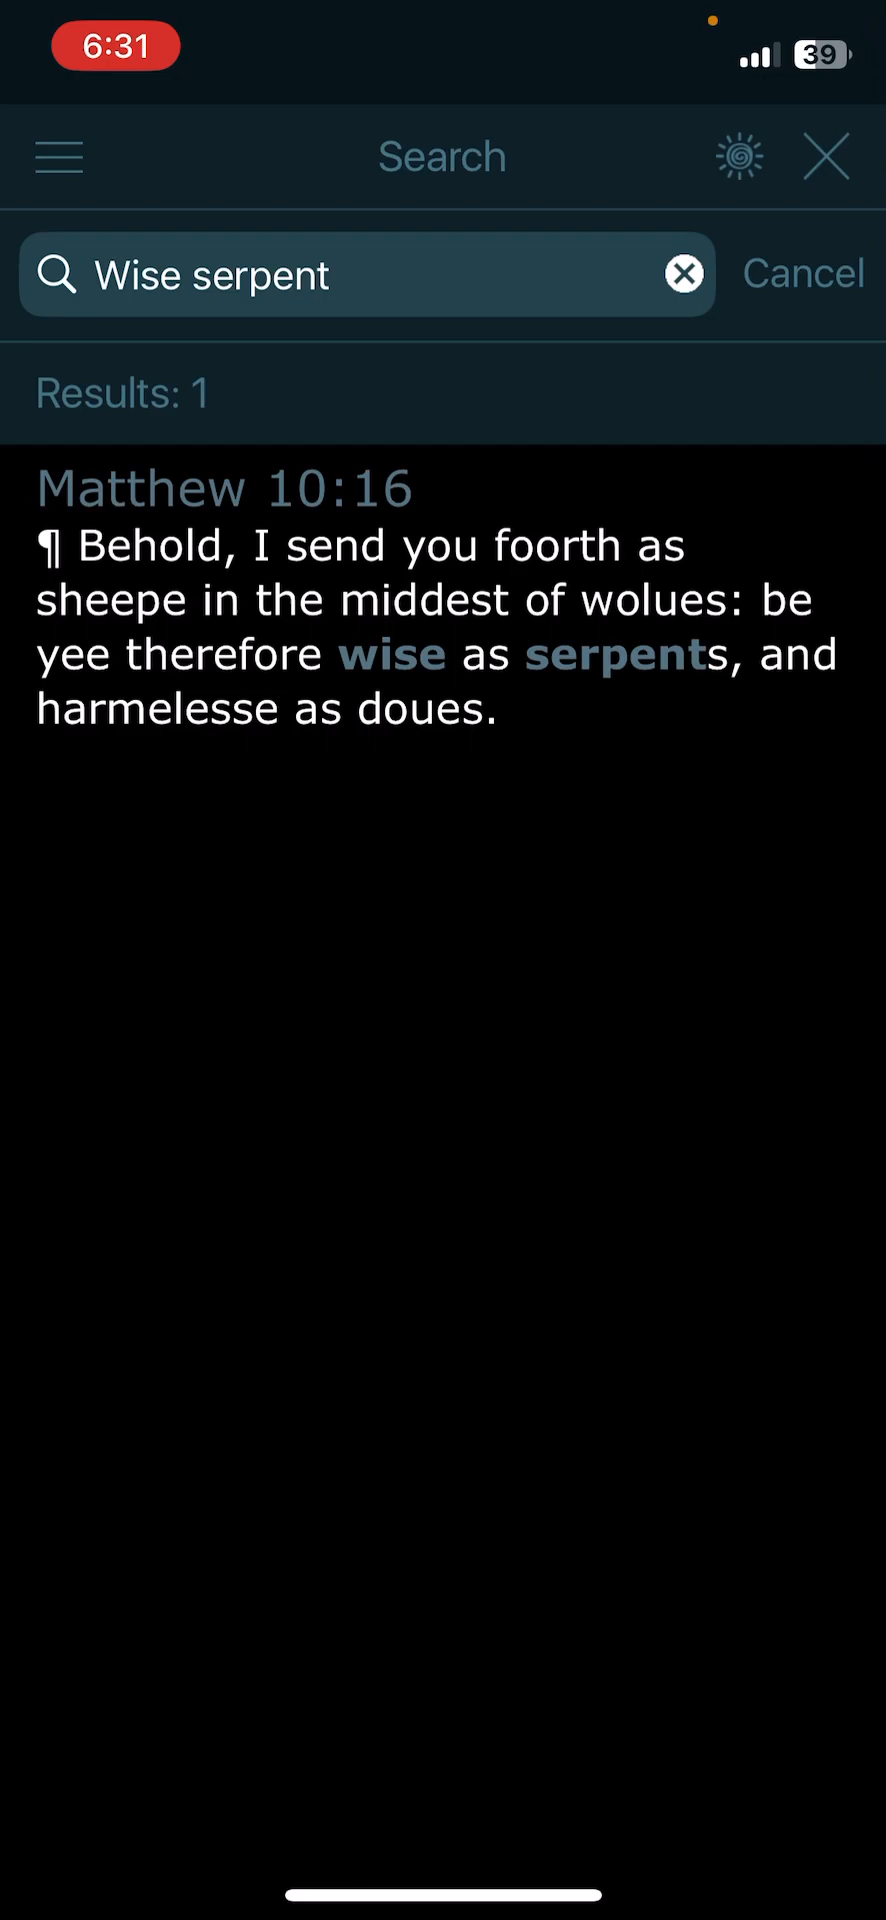 6:31
39
Search
Wise serpent
Cancel
Results: 1
Matthew 10:16
¶ Behold, I send you foorth as
sheepe in the middest of wolues: be
yee therefore wise as serpents, and
harmelesse as doues.